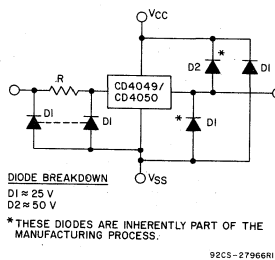 VCC
*
D2
D1
R
CD4049/
CD4050
D1
D1
*
D1
DIODE BREAKDOWN
D1 ≈ 25 V
D2 ≈ 50 V
VSS
* THESE DIODES ARE INHERENTLY PART OF THE
MANUFACTURING PROCESS.
92CS-27966RI